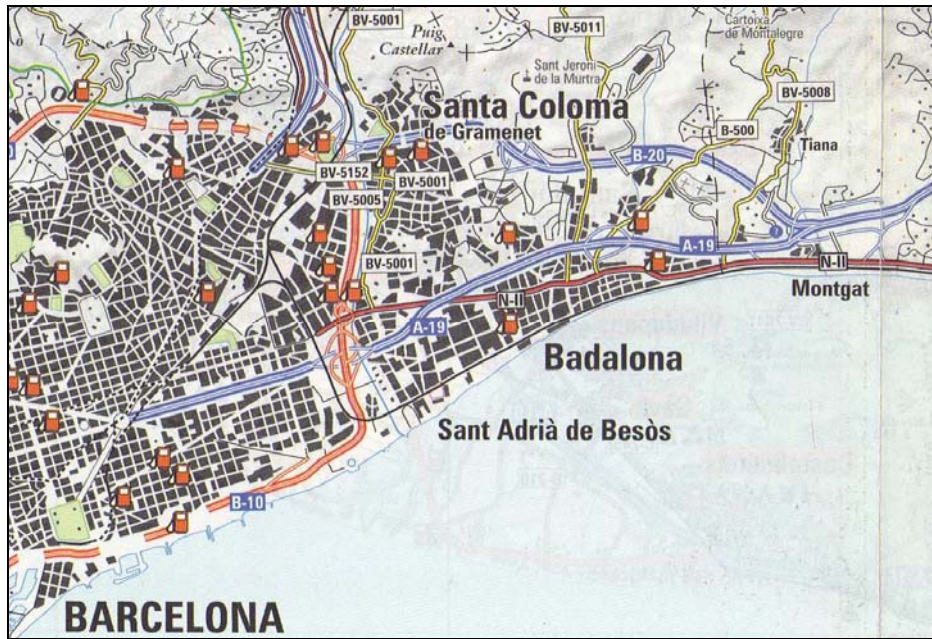 BV-5001
Puig
Castellar
BV-5011
Cartoixa
de Montalegre
Sant Jeroni
de la Murtra
BV-5008
Santa Coloma
de Gramenet
B-500
B-20
Tiana
BV-5152
BV-5001
BV-5005
A-19
BV-5001
N-II
Montgat
N-II
A-19
Badalona
Sant Adrià de Besòs
B-10
BARCELONA